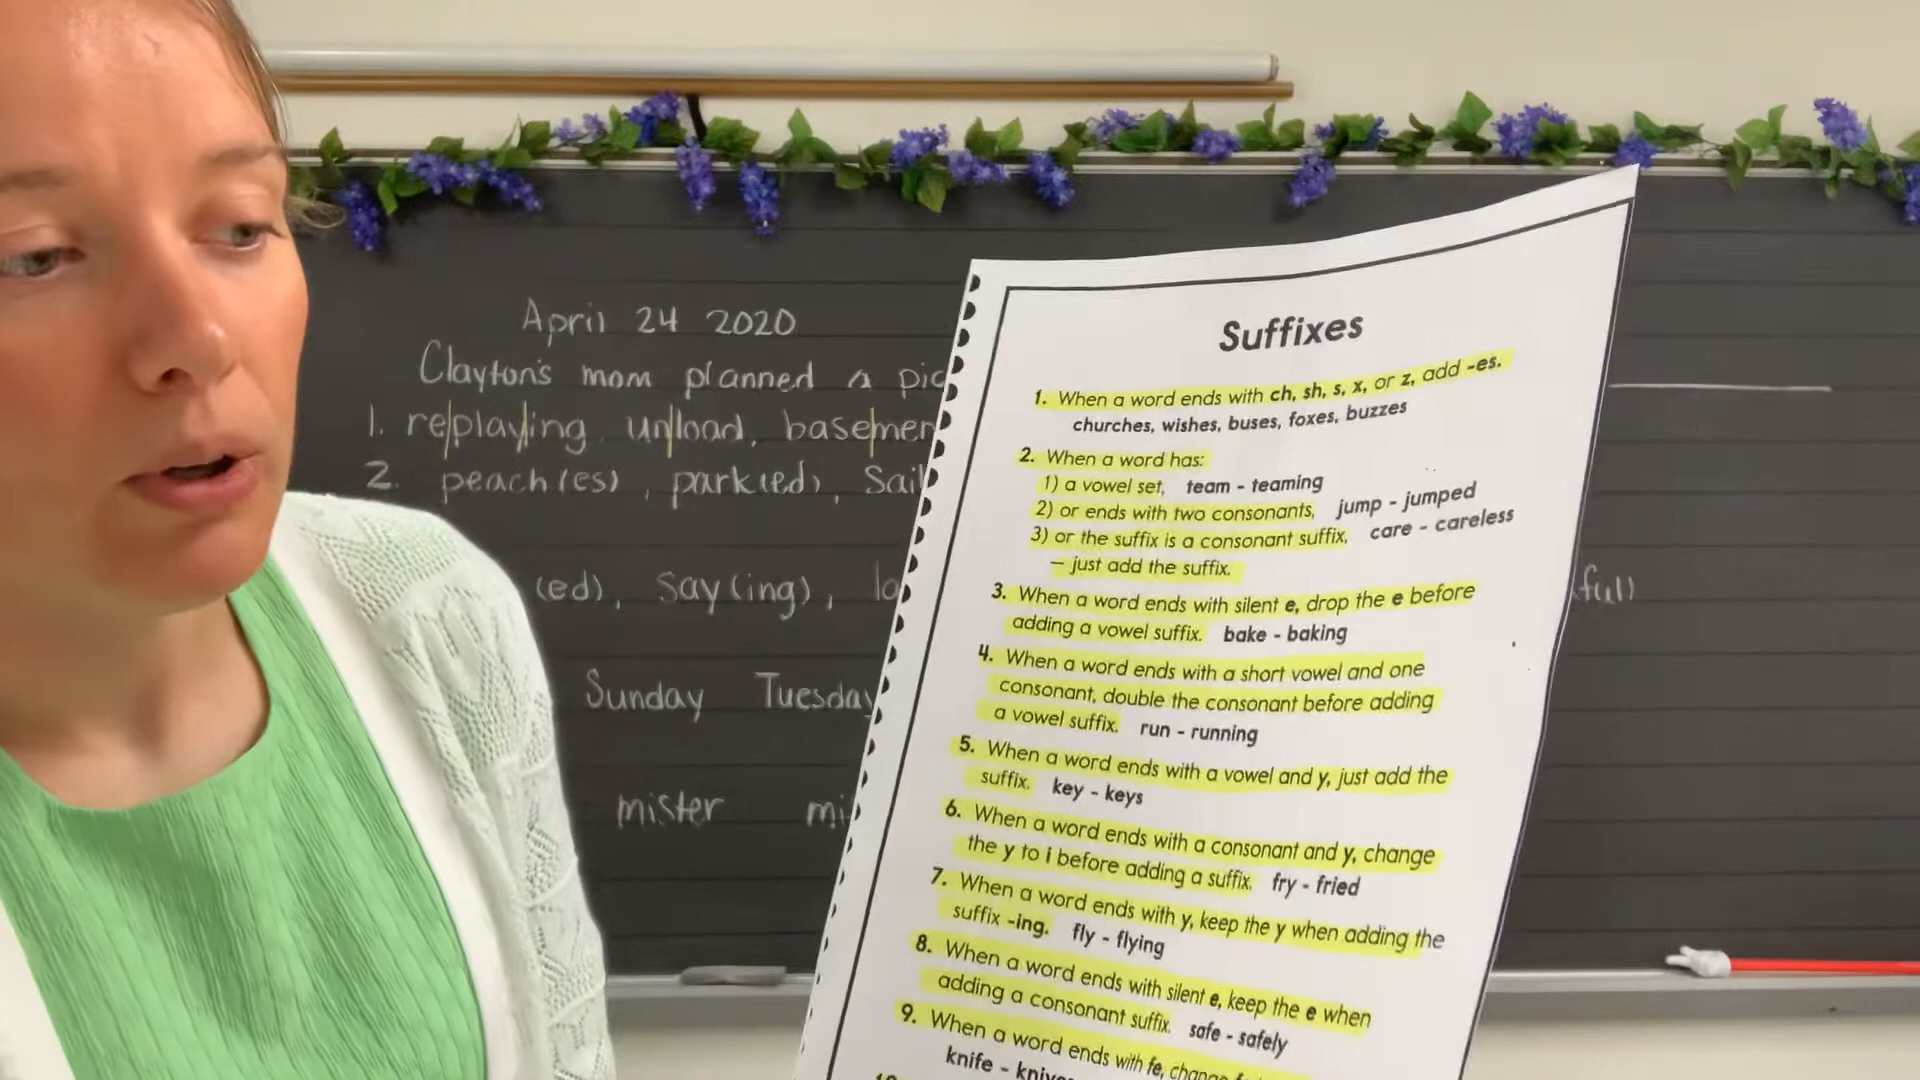 April 24 2020
Clayton's mom planned a
1. re|play|ing, un|load,
2. peach(es), park(ed),
(ed), say(ing),
Sunday Tuesday
mister
Suffixes
1. When a word ends with ch, sh, s, x, or z, add -es.
churches, wishes, buses, foxes, buzzes
2. When a word has:
1) a vowel set, team - teaming
2) or ends with two consonants, jump - jumped
3) or the suffix is a consonant suffix, care - careless
— just add the suffix.
3. When a word ends with silent e, drop the e before
adding a vowel suffix. bake - baking
4. When a word ends with a short vowel and one
consonant, double the consonant before adding
a vowel suffix. run - running
5. When a word ends with a vowel and y, just add the
suffix. key - keys
6. When a word ends with a consonant and y, change
the y to i before adding a suffix. fry - fried
7. When a word ends with y, keep the y when adding the
suffix -ing. fly - flying
8. When a word ends with silent e, keep the e when
adding a consonant suffix. safe - safely
9. When a word ends with fe, change
knife -